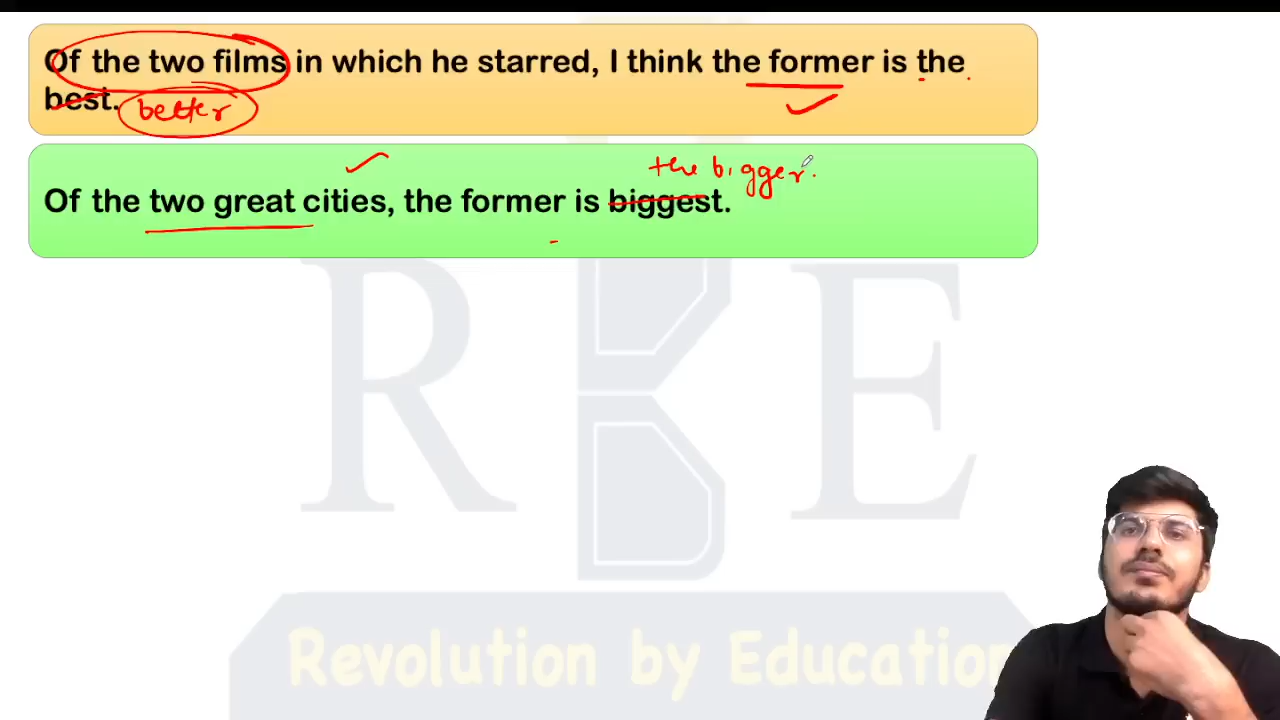 Of the two films in which he starred, I think the former is the
best. better
the bigger.
Of the two great cities, the former is biggest.
RBE
Revolution by Education